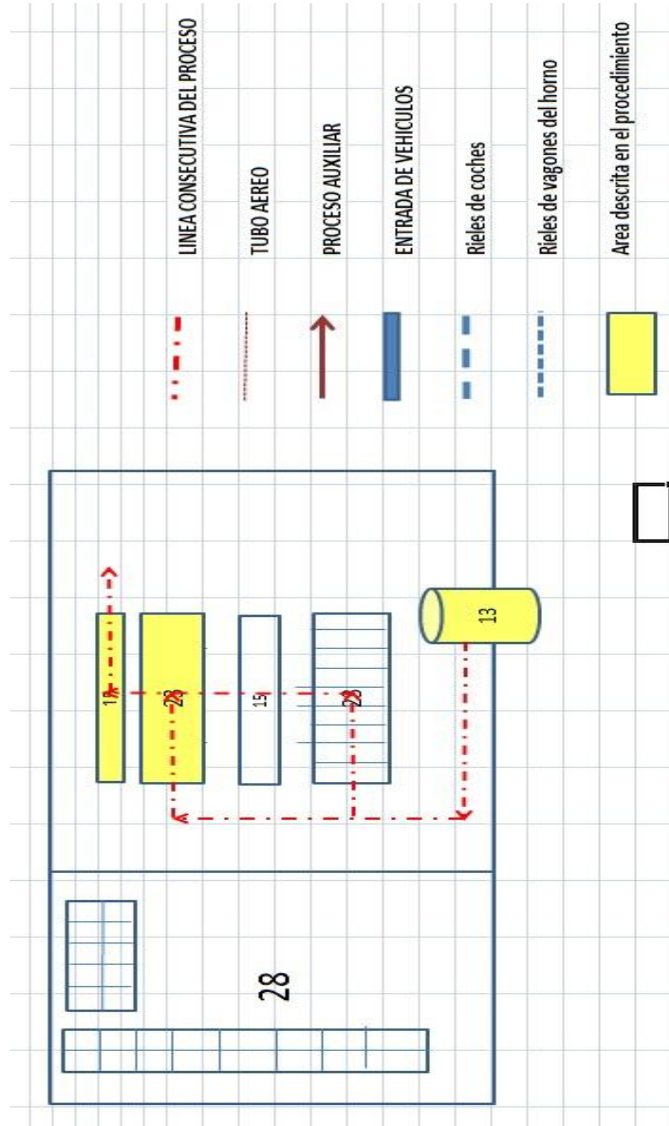 28
23
15
13
LINEA CONSECUTIVA DEL PROCESO
TUBO AEREO
PROCESO AUXILIAR
ENTRADA DE VEHICULOS
Rieles de coches
Rieles de vagones del horno
Area descrita en el procedimiento